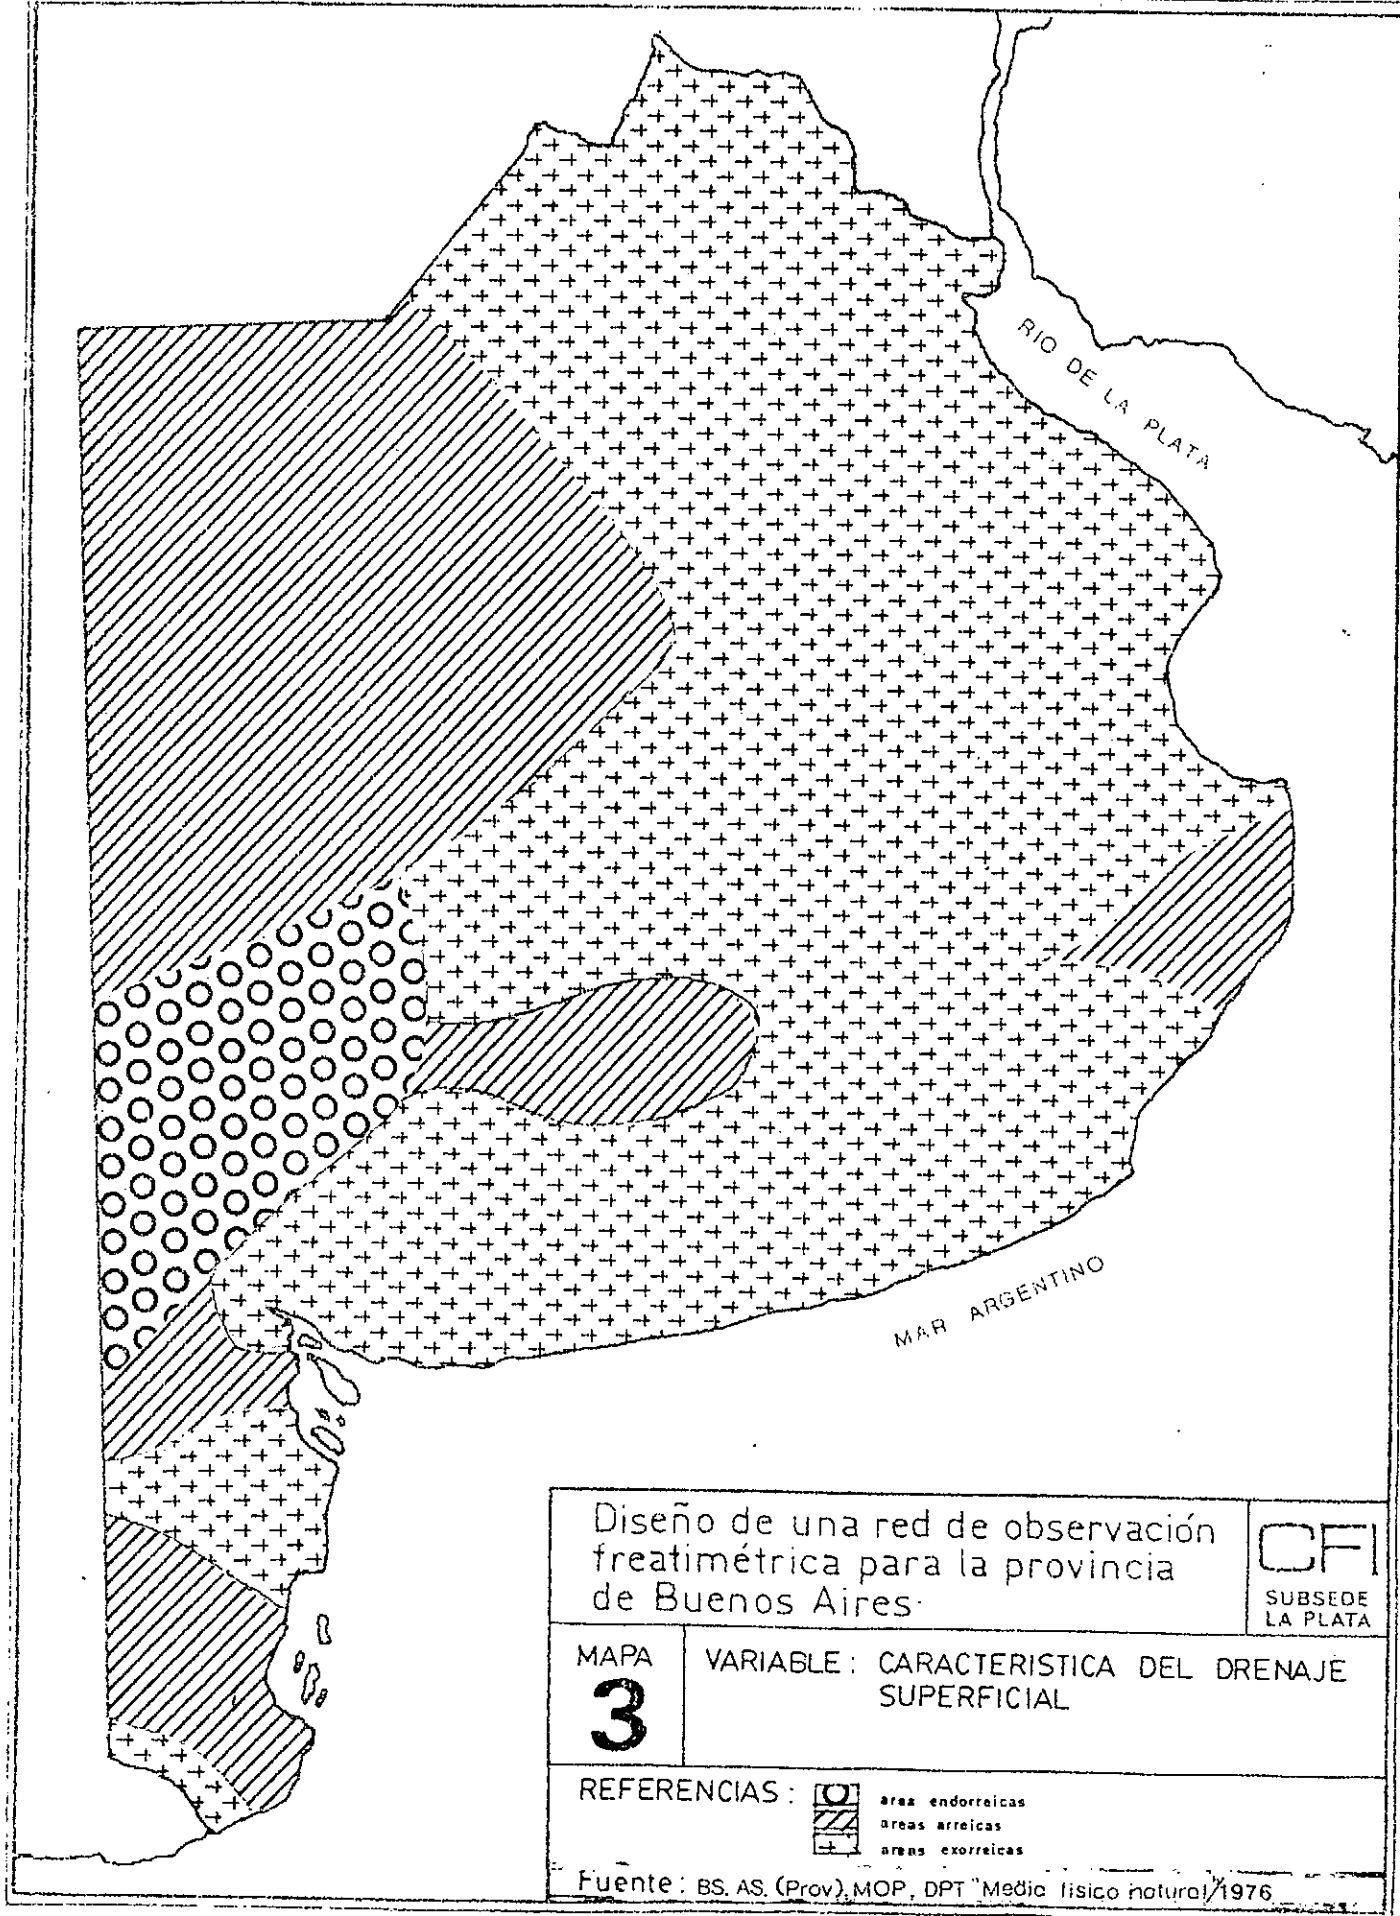 RIO DE LA PLATA
MAR ARGENTINO
Diseño de una red de observación
freatimétrica para la provincia
de Buenos Aires
CFI
SUBSEDE
LA PLATA
MAPA
3
VARIABLE: CARACTERISTICA DEL DRENAJE
SUPERFICIAL
REFERENCIAS:
area endorreicas
areas arreicas
areas exorreicas
Fuente: BS. AS. (Prov), MOP, DPT "Medio fisico natural"/1976